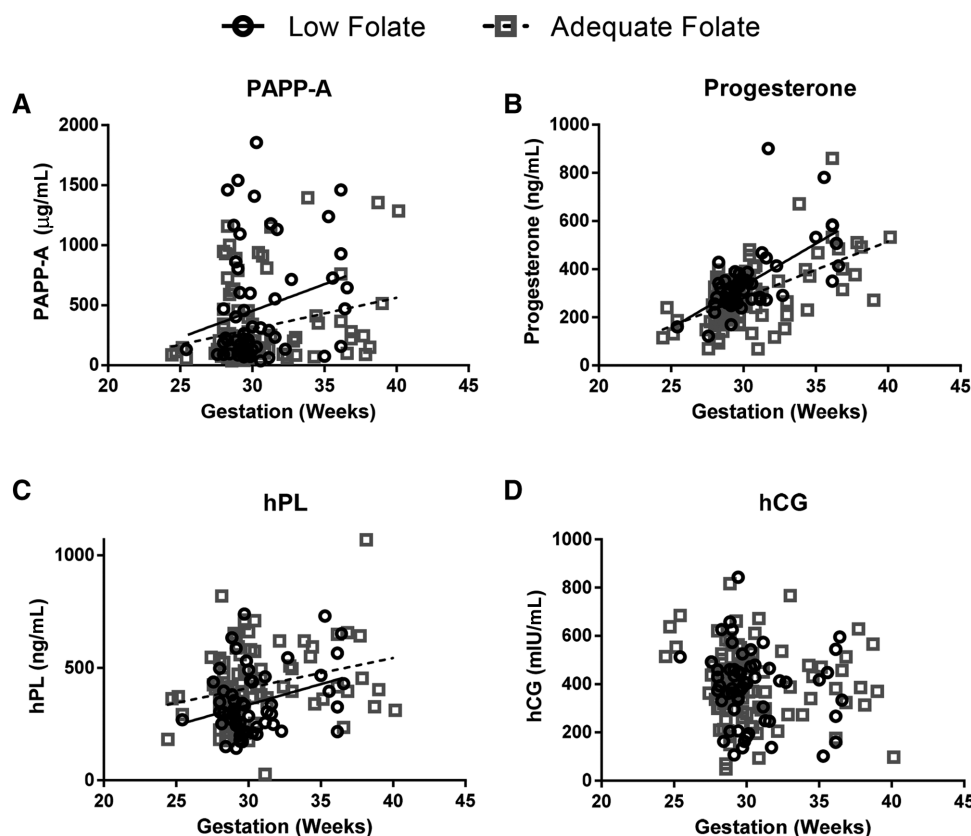 Low Folate Adequate Folate
A PAPP-A
2000
1500
1000
500
0
PAPP-A (μg/mL)
20 25 30 35 40 45
Gestation (Weeks)
B Progesterone
1000
800
600
400
200
0
Progesterone (ng/mL)
20 25 30 35 40 45
Gestation (Weeks)
C hPL
1000
500
0
hPL (ng/mL)
20 25 30 35 40 45
Gestation (Weeks)
D hCG
1000
800
600
400
200
0
hCG (mIU/mL)
20 25 30 35 40 45
Gestation (Weeks)